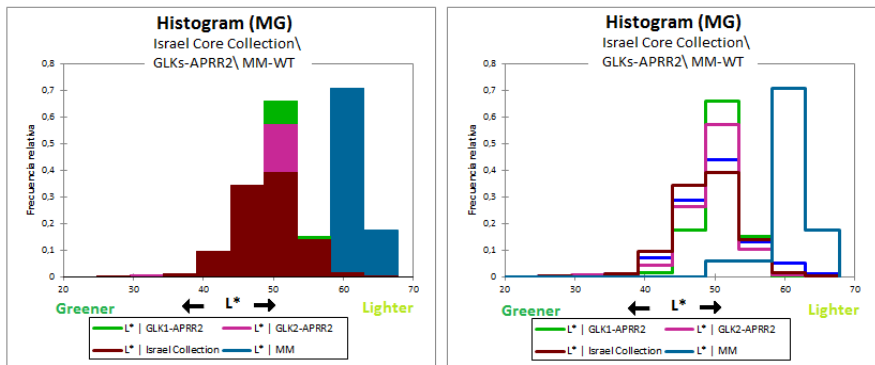 Histogram (MG)
Israel Core Collection\
GLKs-APRR2\ MM-WT
0,8
0,7
0,6
0,5
0,4
0,3
0,2
0,1
0
Frecuencia relativa
20 30 40 50 60 70
Greener L* Lighter
L* | GLK1-APRR2 L* | GLK2-APRR2
L* | Israel Collection L* | MM
Histogram (MG)
Israel Core Collection\
GLKs-APRR2\ MM-WT
0,8
0,7
0,6
0,5
0,4
0,3
0,2
0,1
0
Frecuencia relativa
20 30 40 50 60 70
Greener L* Lighter
L* | GLK1-APRR2 L* | GLK2-APRR2
L* | Israel Collection L* | MM